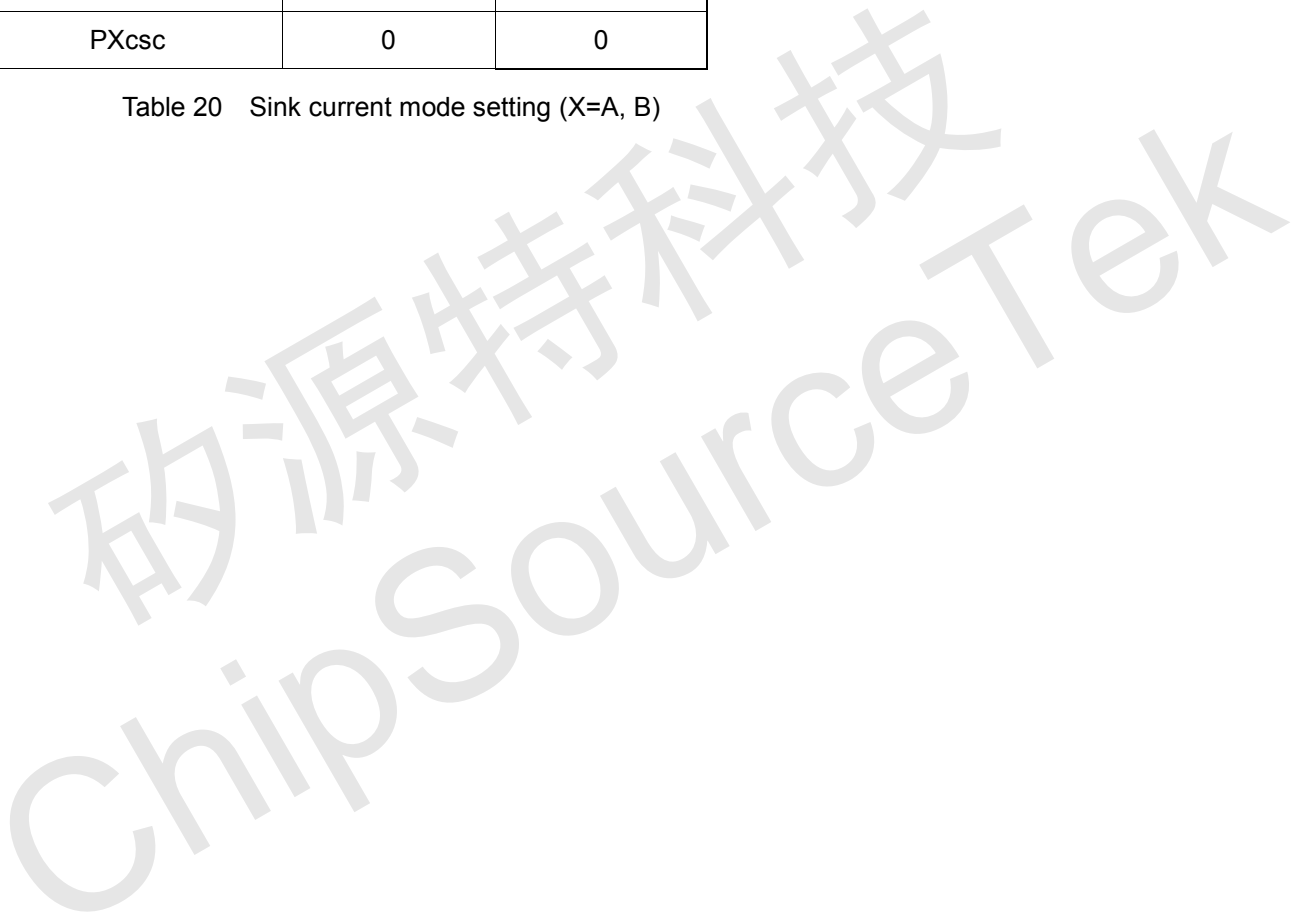 PXcsc 0 0
Table 20 Sink current mode setting (X=A, B)
矽源特科技
ChipSourceTek